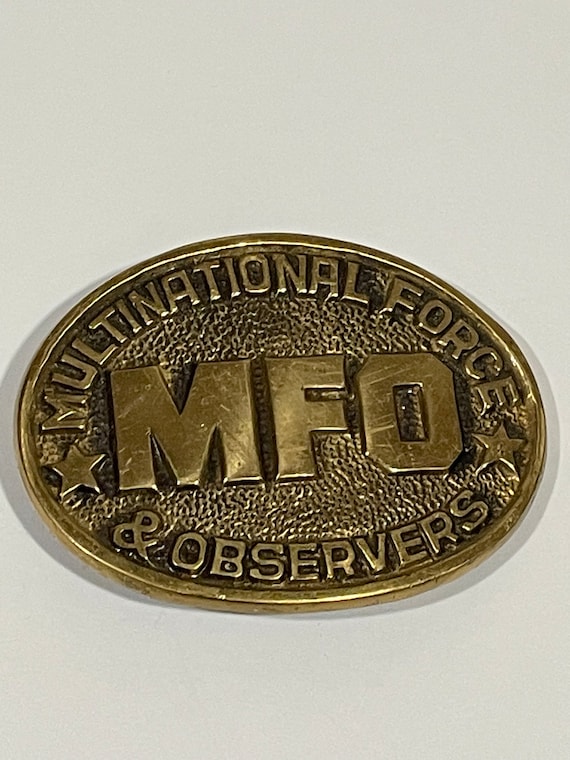 MULTINATIONAL FORCE
MFO
& OBSERVERS